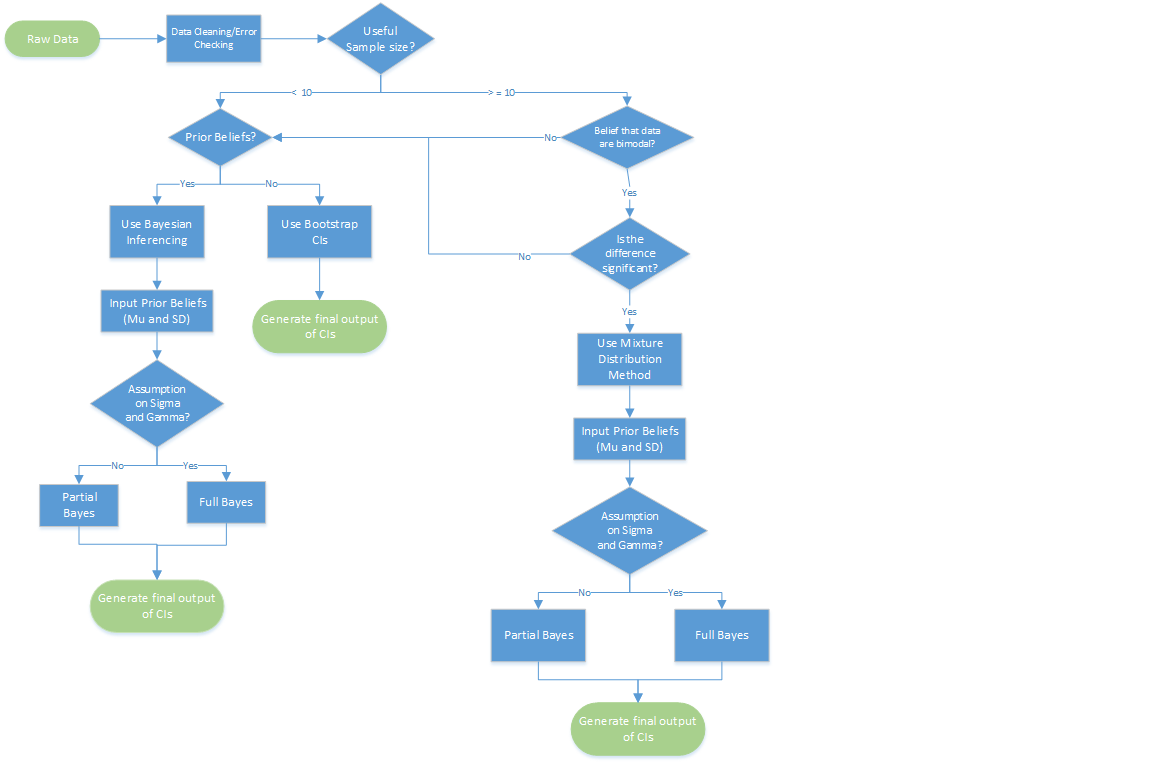 Raw Data
Data Cleaning/Error
Checking
Useful
Sample size?
< 10
> = 10
Prior Beliefs?
No
Belief that data
are bimodal?
Yes
No
Yes
Use Bayesian
Inferencing
Use Bootstrap
CIs
No
Is the
difference
significant?
Input Prior Beliefs
(Mu and SD)
Generate final output
of CIs
Yes
Use Mixture
Distribution
Method
Assumption
on Sigma
and Gamma?
Input Prior Beliefs
(Mu and SD)
No
Yes
Partial
Bayes
Full Bayes
Assumption
on Sigma
and Gamma?
Generate final output
of CIs
No
Yes
Partial Bayes
Full Bayes
Generate final output
of CIs